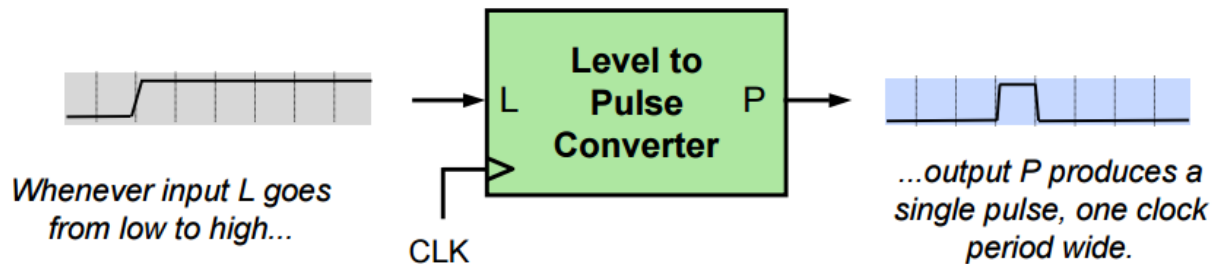 Level to
Pulse
Converter
L
P
CLK
Whenever input L goes
from low to high...
...output P produces a
single pulse, one clock
period wide.